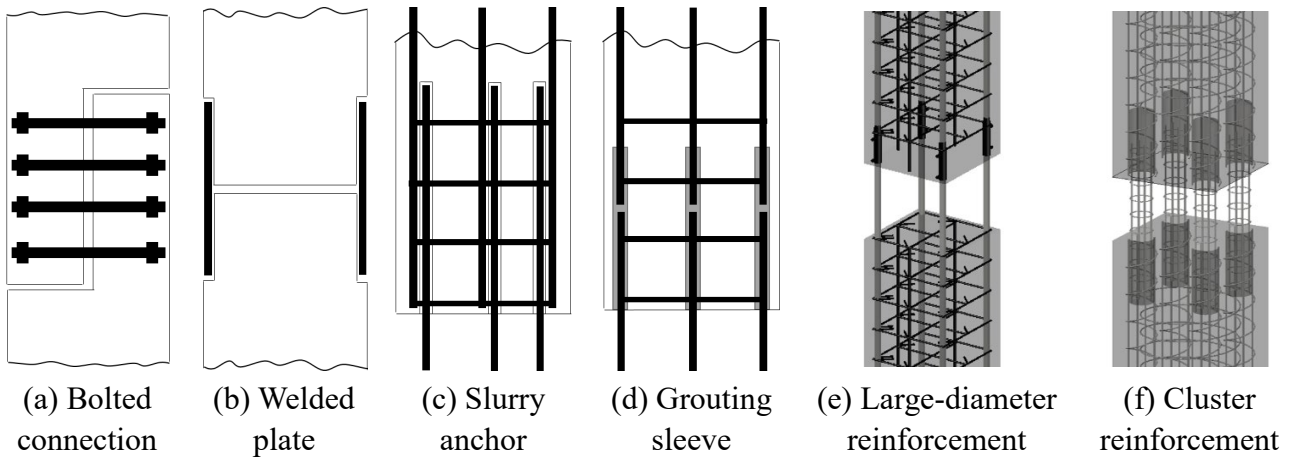 (a) Bolted
connection
(b) Welded
plate
(c) Slurry
anchor
(d) Grouting
sleeve
(e) Large-diameter
reinforcement
(f) Cluster
reinforcement